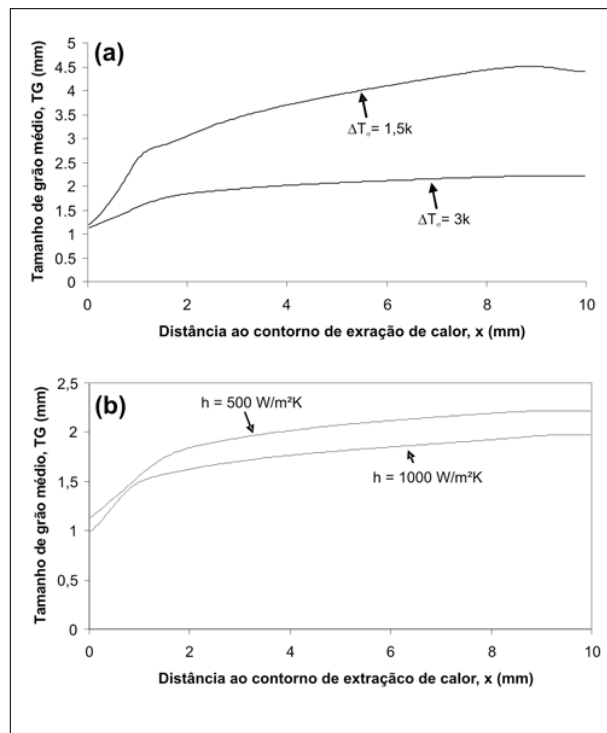 (a)
Tamanho de grão médio, TG (mm)
5
4.5
4
3.5
3
2.5
2
1.5
1
0.5
0
ΔTσ= 1,5k
ΔTσ= 3k
0 2 4 6 8 10
Distância ao contorno de exração de calor, x (mm)
(b)
Tamanho de grão médio, TG (mm)
2,5
2
1,5
1
0,5
0
h = 500 W/m²K
h = 1000 W/m²K
0 2 4 6 8 10
Distância ao contorno de extraçãco de calor, x (mm)